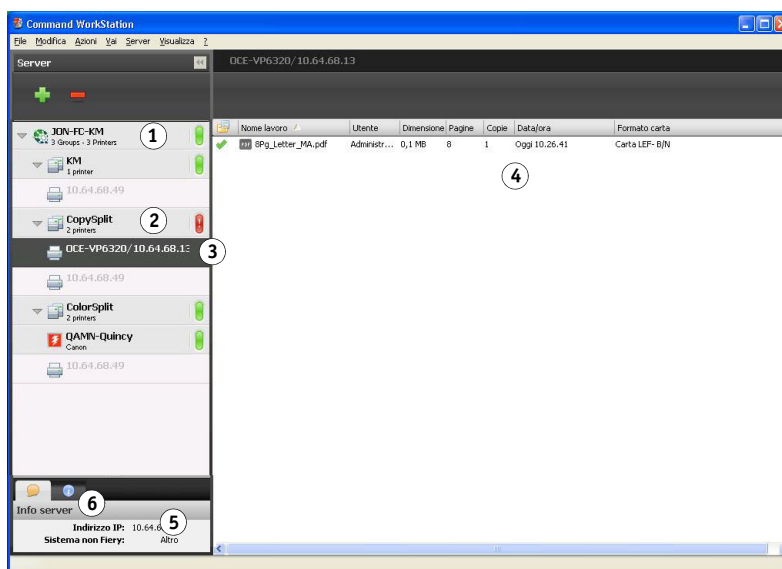 Command WorkStation
File Modifica Azioni Vai Server Visualizza ?
Server
OCE-VP6320/10.64.68.13
Nome lavoro Utente Dimensione Pagine Copie Data/ora Formato carta
8Pg_Letter_MA.pdf Administr... 0,1 MB 8 1 Oggi 10.26.41 Carta LEF- B/N
JON-FC-KM
3 Groups - 3 Printers
1
KM
1 printer
10.64.68.49
CopySplit
2 printers
2
OCE-VP6320/10.64.68.13
3
4
10.64.68.49
ColorSplit
2 printers
QAMN-Quincy
Canon
10.64.68.49
6
Info server
Indirizzo IP: 10.64.6
5
Sistema non Fiery: Altro